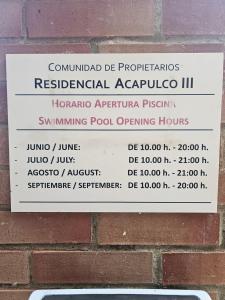 COMUNIDAD DE PROPIETARIOS
RESIDENCIAL ACAPULCO III
HORARIO APERTURA PISCINA
SWIMMING POOL OPENING HOURS
- JUNIO / JUNE: DE 10.00 h. - 20:00 h.
- JULIO / JULY: DE 10.00 h. - 21:00 h.
- AGOSTO / AUGUST: DE 10.00 h. - 21:00 h.
- SEPTIEMBRE / SEPTEMBER: DE 10.00 h. - 20:00 h.